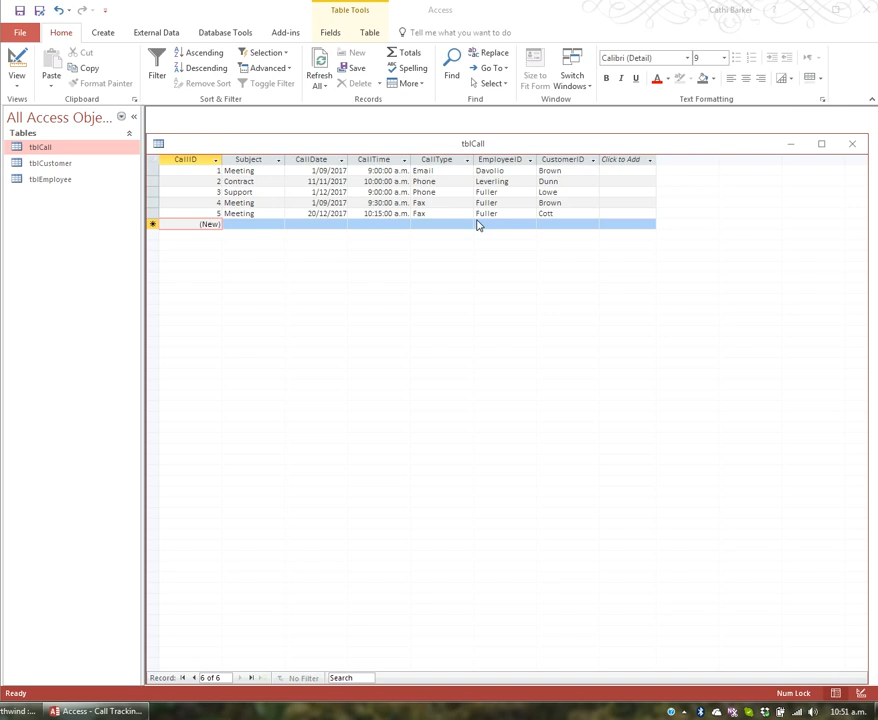 Table Tools
Access
Cathi Barker
File
Home
Create
External Data
Database Tools
Add-ins
Fields
Table
Tell me what you want to do
View
Views
Paste
Cut
Copy
Format Painter
Clipboard
Filter
Ascending
Descending
Remove Sort
Selection
Advanced
Toggle Filter
Sort & Filter
Refresh All
New
Save
Delete
Totals
Spelling
More
Records
Find
Replace
Go To
Select
Find
Size to Fit Form
Switch Windows
Window
Calibri (Detail)
9
B I U A
Text Formatting
All Access Obje...
Tables
tblCall
tblCustomer
tblEmployee
tblCall
CallID Subject CallDate CallTime CallType EmployeeID CustomerID Click to Add
1 Meeting 1/09/2017 9:00:00 a.m. Email Davolio Brown
2 Contract 11/11/2017 10:00:00 a.m. Phone Leverling Dunn
3 Support 1/12/2017 9:00:00 a.m. Phone Fuller Lowe
4 Meeting 1/09/2017 9:30:00 a.m. Fax Fuller Brown
5 Meeting 20/12/2017 10:15:00 a.m. Fax Fuller Cott
(New)
Record: 6 of 6 No Filter Search
Ready
Num Lock
thwind :...
Access - Call Trackin...
10:51 a.m.